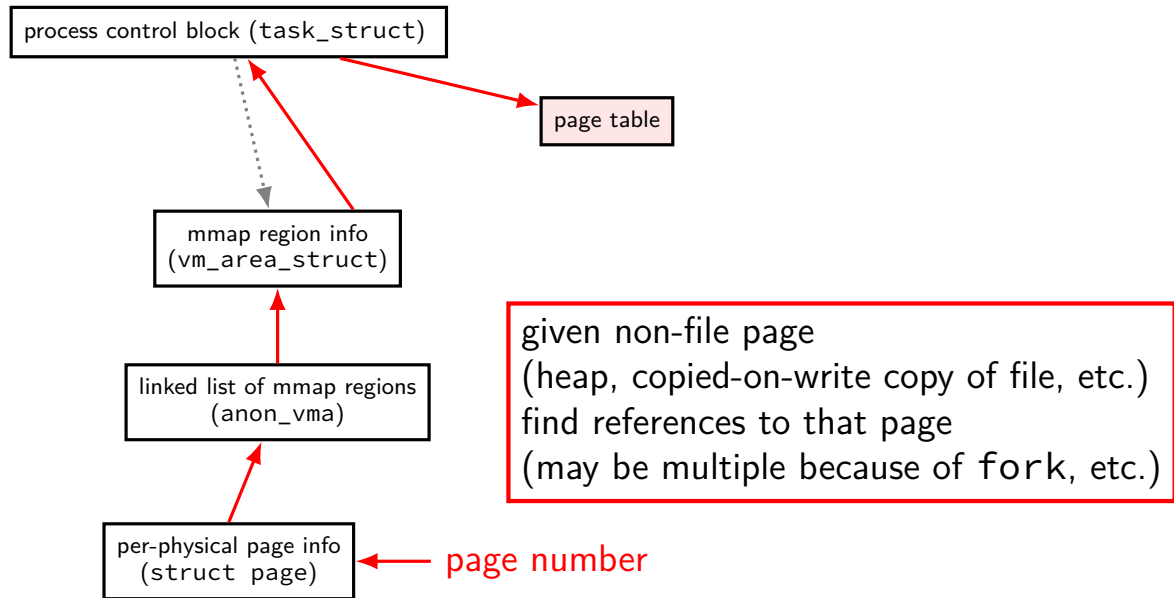 process control block (task_struct)
page table
mmap region info
(vm_area_struct)
linked list of mmap regions
(anon_vma)
given non-file page
(heap, copied-on-write copy of file, etc.)
find references to that page
(may be multiple because of fork, etc.)
per-physical page info
(struct page)
page number